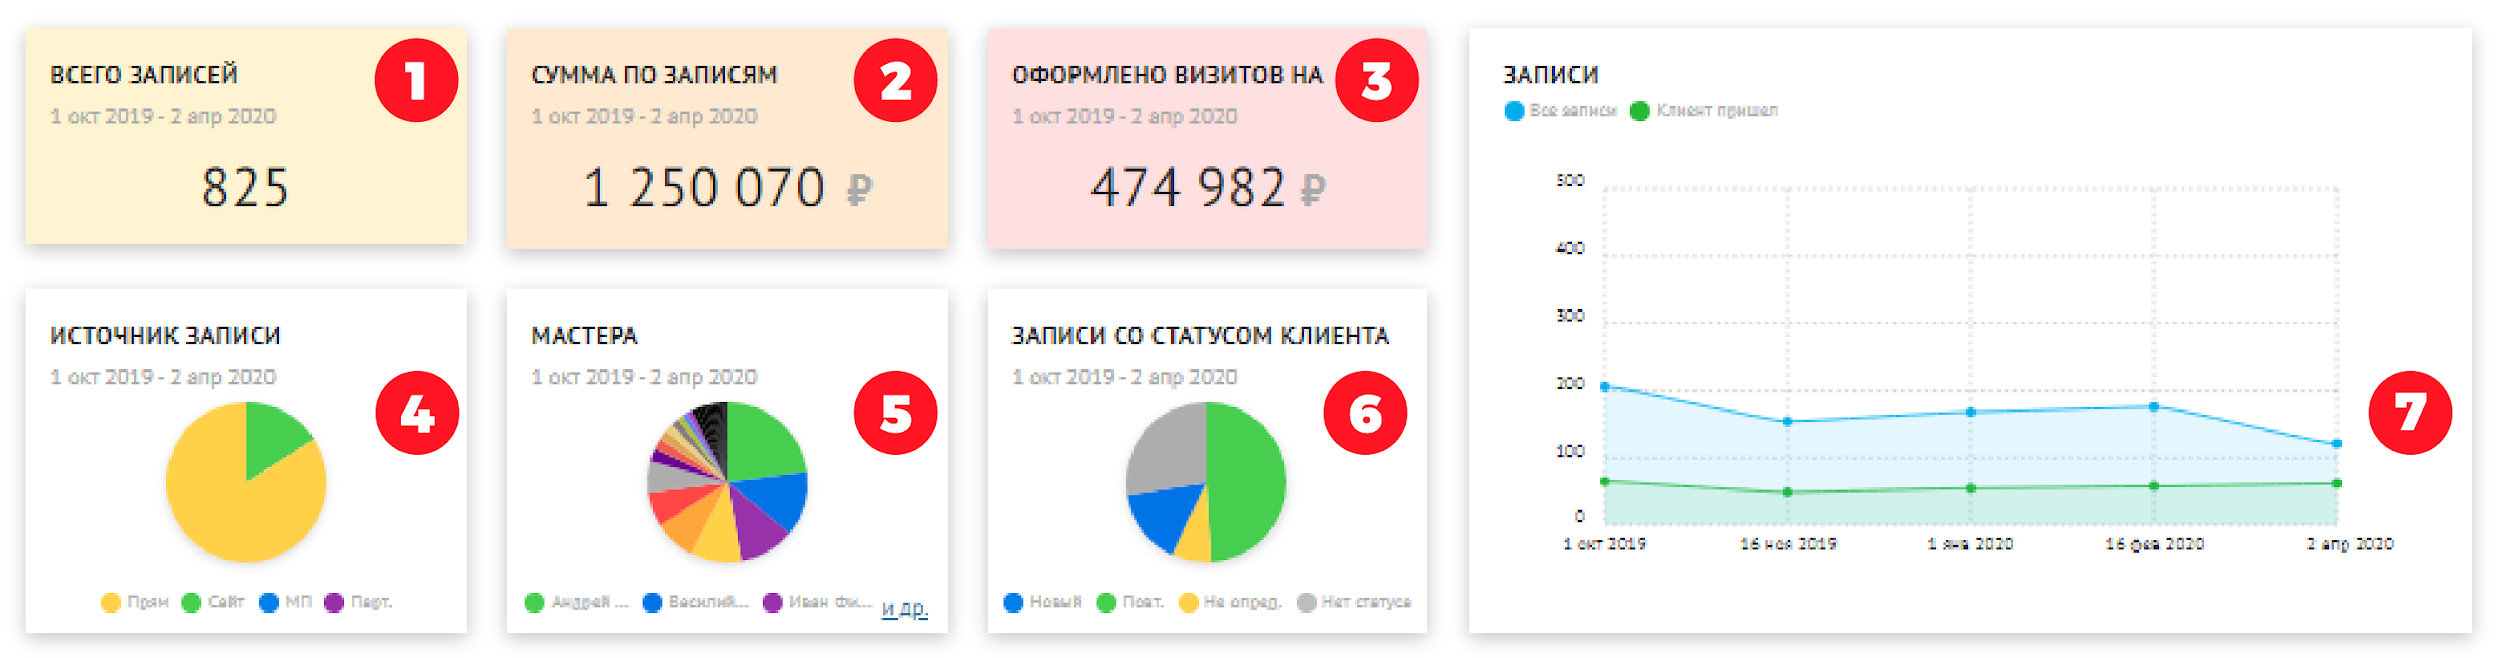 ВСЕГО ЗАПИСЕЙ
1 окт 2019 - 2 апр 2020
825
1
СУММА ПО ЗАПИСЯМ
1 окт 2019 - 2 апр 2020
1 250 070 ₽
2
ОФОРМЛЕНО ВИЗИТОВ НА
1 окт 2019 - 2 апр 2020
474 982 ₽
3
ИСТОЧНИК ЗАПИСИ
1 окт 2019 - 2 апр 2020
4
Прям Сайт МП Парт.
МАСТЕРА
1 окт 2019 - 2 апр 2020
5
Андрей ... Василий... Иван Фи... и др.
ЗАПИСИ СО СТАТУСОМ КЛИЕНТА
1 окт 2019 - 2 апр 2020
6
Новый Повт. Не опред. Нет статуса
ЗАПИСИ
Все записи Клиент пришел
500
400
300
200
100
0
1 окт 2019 16 ноя 2019 1 янв 2020 16 фев 2020 2 апр 2020
7